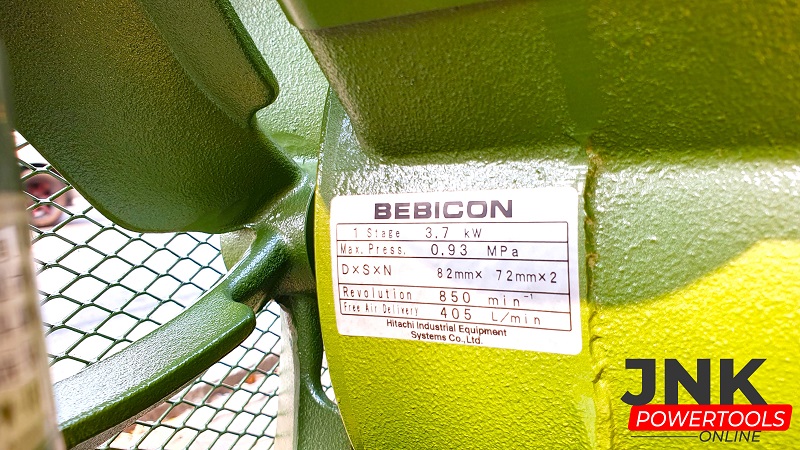 BEBICON
1 Stage 3.7 kW
Max. Press. 0.93 MPa
D×S×N 82mm× 72mm×2
Revolution 850 min⁻¹
Free Air Delivery 405 L/min
Hitachi Industrial Equipment
Systems Co., Ltd.
JNK
POWERTOOLS
ONLINE